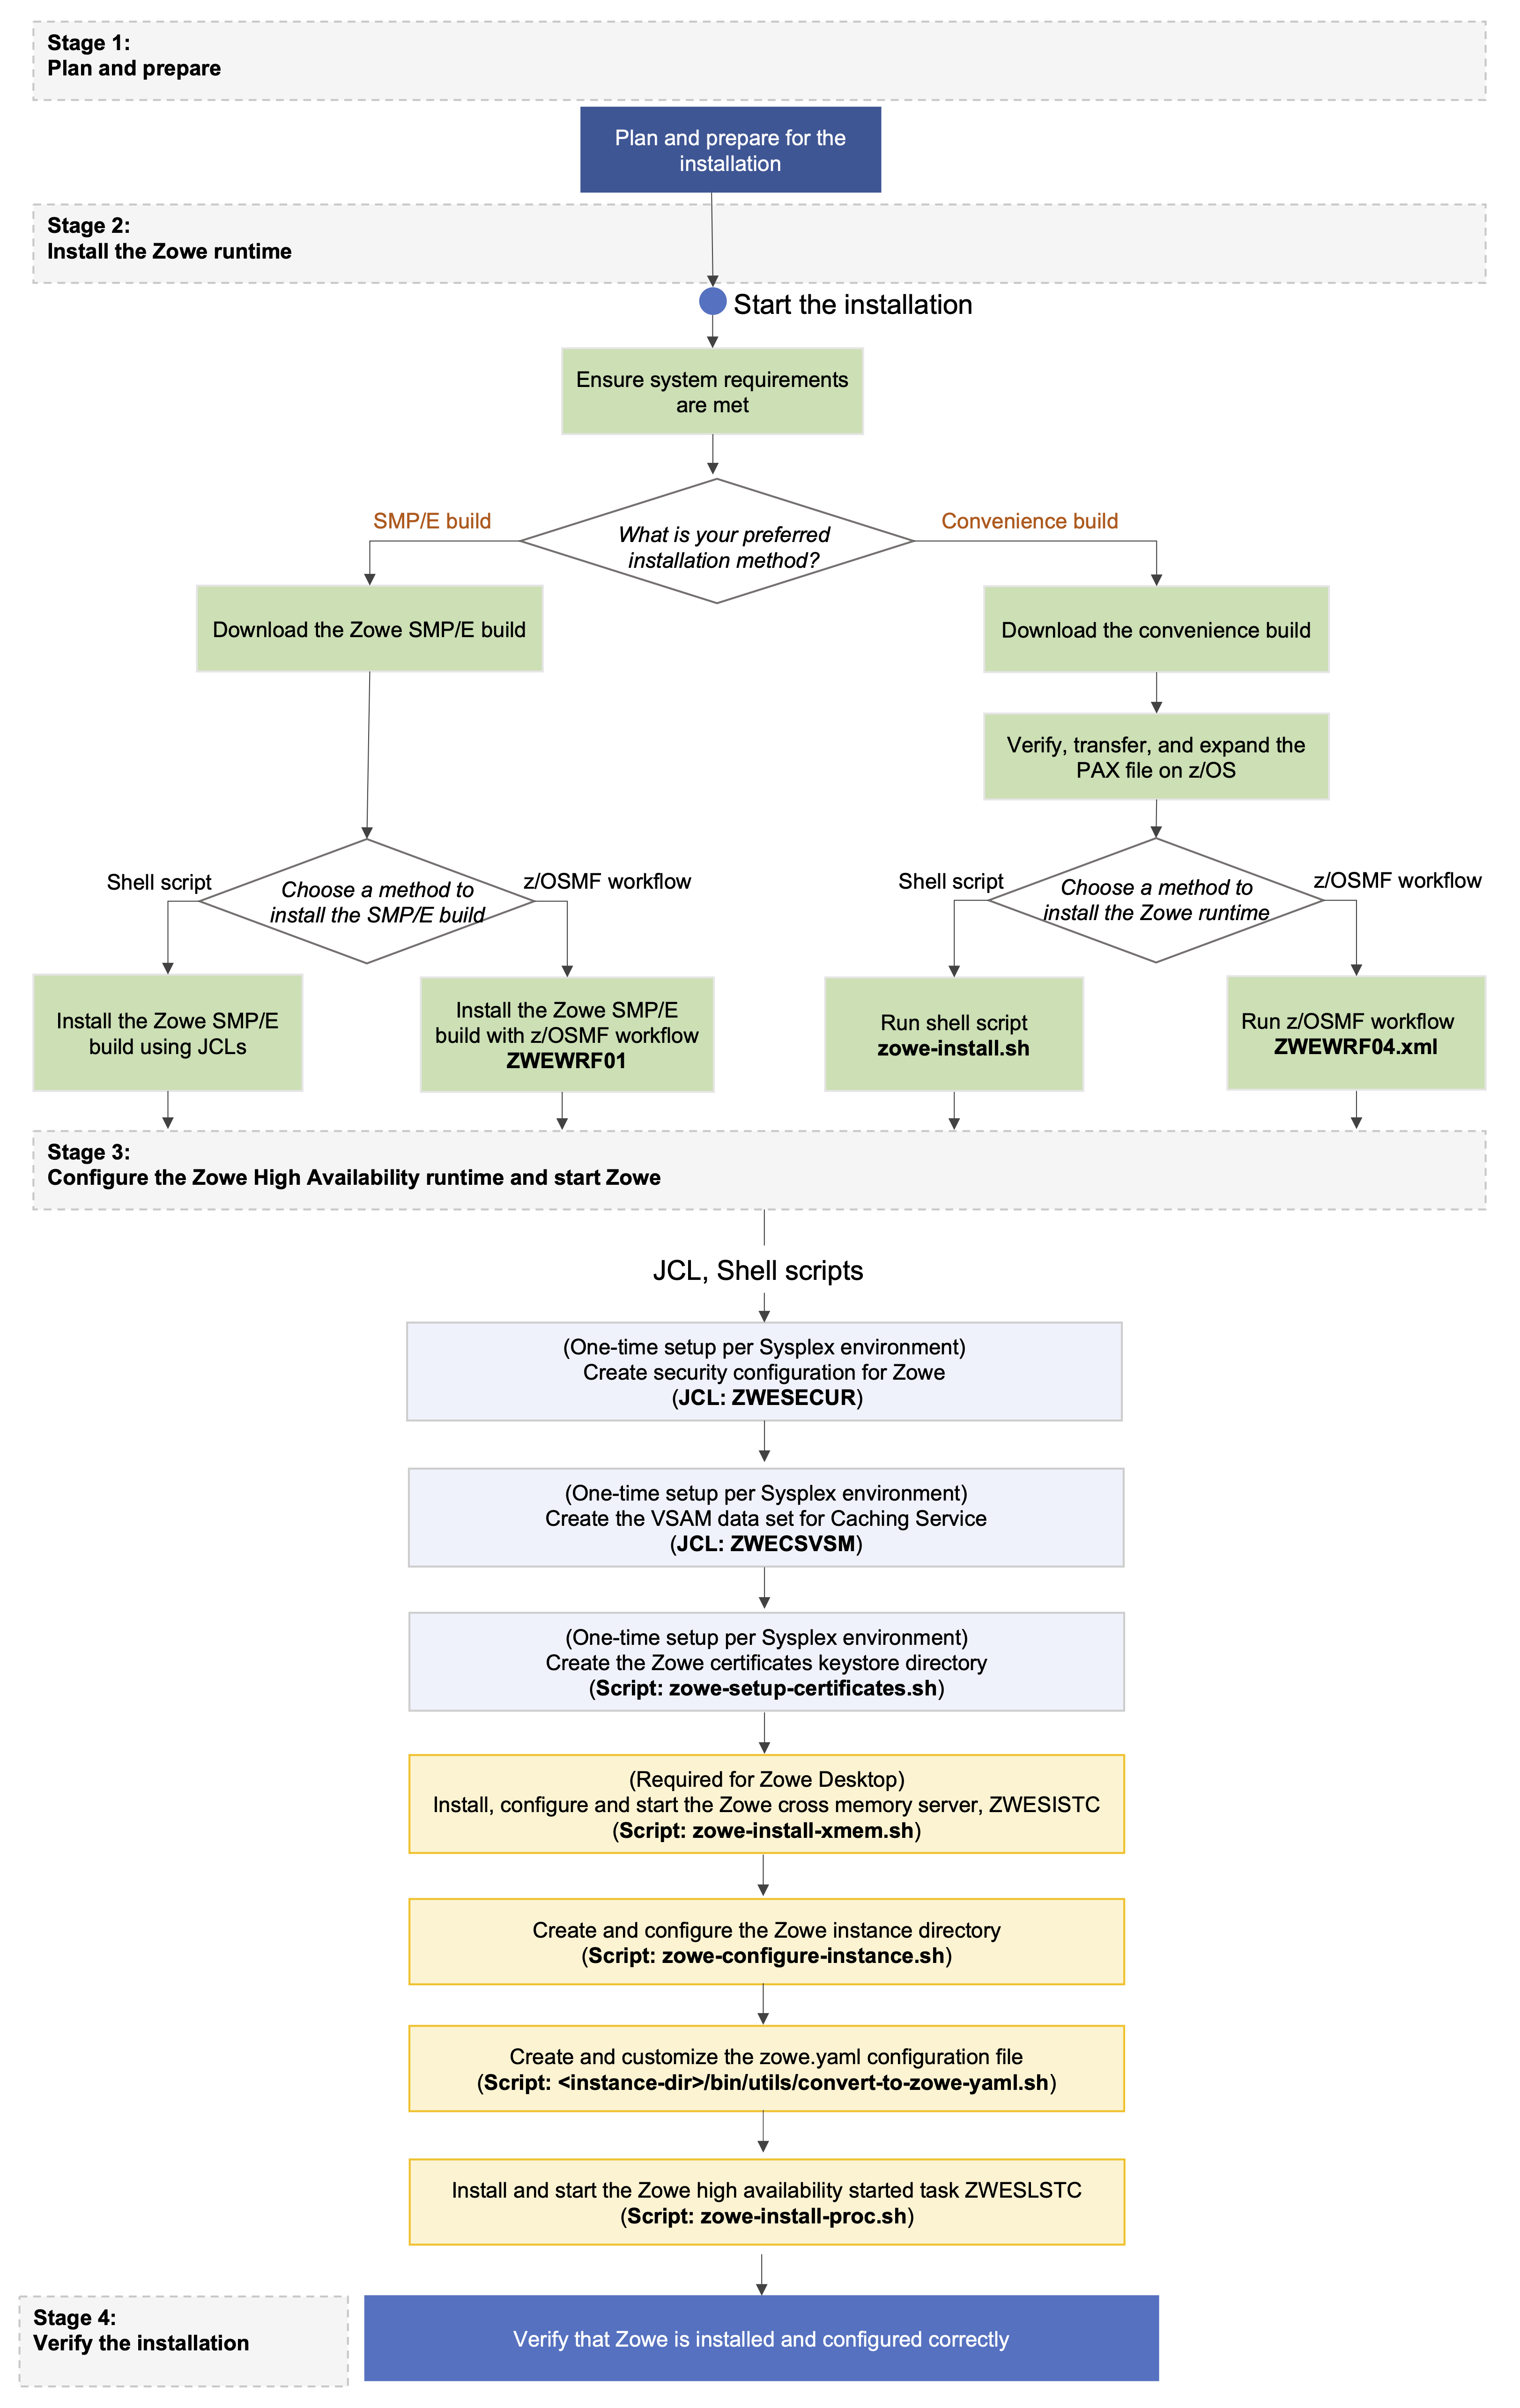 Stage 1:
Plan and prepare
Plan and prepare for the
installation
Stage 2:
Install the Zowe runtime
Start the installation
Ensure system requirements
are met
SMP/E build
What is your preferred
installation method?
Convenience build
Download the Zowe SMP/E build
Download the convenience build
Verify, transfer, and expand the
PAX file on z/OS
Shell script
Choose a method to
install the SMP/E build
z/OSMF workflow
Shell script
Choose a method to
install the Zowe runtime
z/OSMF workflow
Install the Zowe SMP/E
build using JCLs
Install the Zowe SMP/E
build with z/OSMF workflow
ZWEWRF01
Run shell script
zowe-install.sh
Run z/OSMF workflow
ZWEWRF04.xml
Stage 3:
Configure the Zowe High Availability runtime and start Zowe
JCL, Shell scripts
(One-time setup per Sysplex environment)
Create security configuration for Zowe
(JCL: ZWESECUR)
(One-time setup per Sysplex environment)
Create the VSAM data set for Caching Service
(JCL: ZWECSVSM)
(One-time setup per Sysplex environment)
Create the Zowe certificates keystore directory
(Script: zowe-setup-certificates.sh)
(Required for Zowe Desktop)
Install, configure and start the Zowe cross memory server, ZWESISTC
(Script: zowe-install-xmem.sh)
Create and configure the Zowe instance directory
(Script: zowe-configure-instance.sh)
Create and customize the zowe.yaml configuration file
(Script: <instance-dir>/bin/utils/convert-to-zowe-yaml.sh)
Install and start the Zowe high availability started task ZWESLSTC
(Script: zowe-install-proc.sh)
Stage 4:
Verify the installation
Verify that Zowe is installed and configured correctly